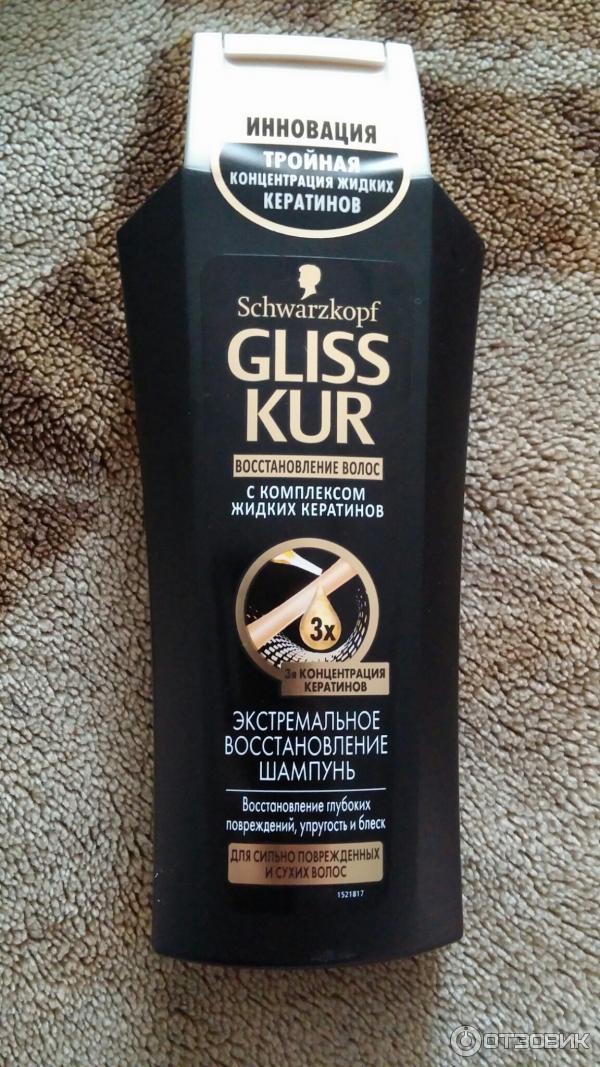 ИННОВАЦИЯ
ТРОЙНАЯ
КОНЦЕНТРАЦИЯ ЖИДКИХ
КЕРАТИНОВ
Schwarzkopf
GLISS
KUR
ВОССТАНОВЛЕНИЕ ВОЛОС
С КОМПЛЕКСОМ
ЖИДКИХ КЕРАТИНОВ
3x
3я КОНЦЕНТРАЦИЯ
КЕРАТИНОВ
ЭКСТРЕМАЛЬНОЕ
ВОССТАНОВЛЕНИЕ
ШАМПУНЬ
Восстановление глубоких
повреждений, упругость и блеск
ДЛЯ СИЛЬНО ПОВРЕЖДЕННЫХ
И СУХИХ ВОЛОС
1521817
ОТЗОВИК